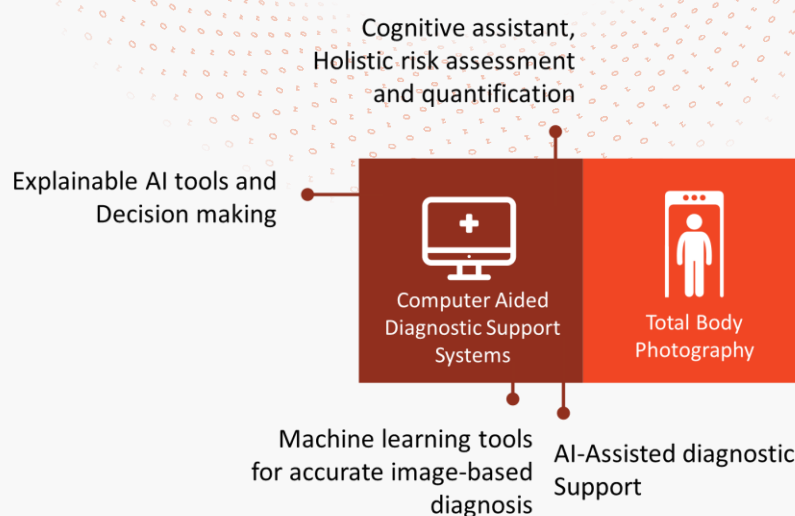 Cognitive assistant,
Holistic risk assessment
and quantification
Explainable AI tools and
Decision making
Computer Aided
Diagnostic Support
Systems
Total Body
Photography
Machine learning tools
for accurate image-based
diagnosis
AI-Assisted diagnostic
Support